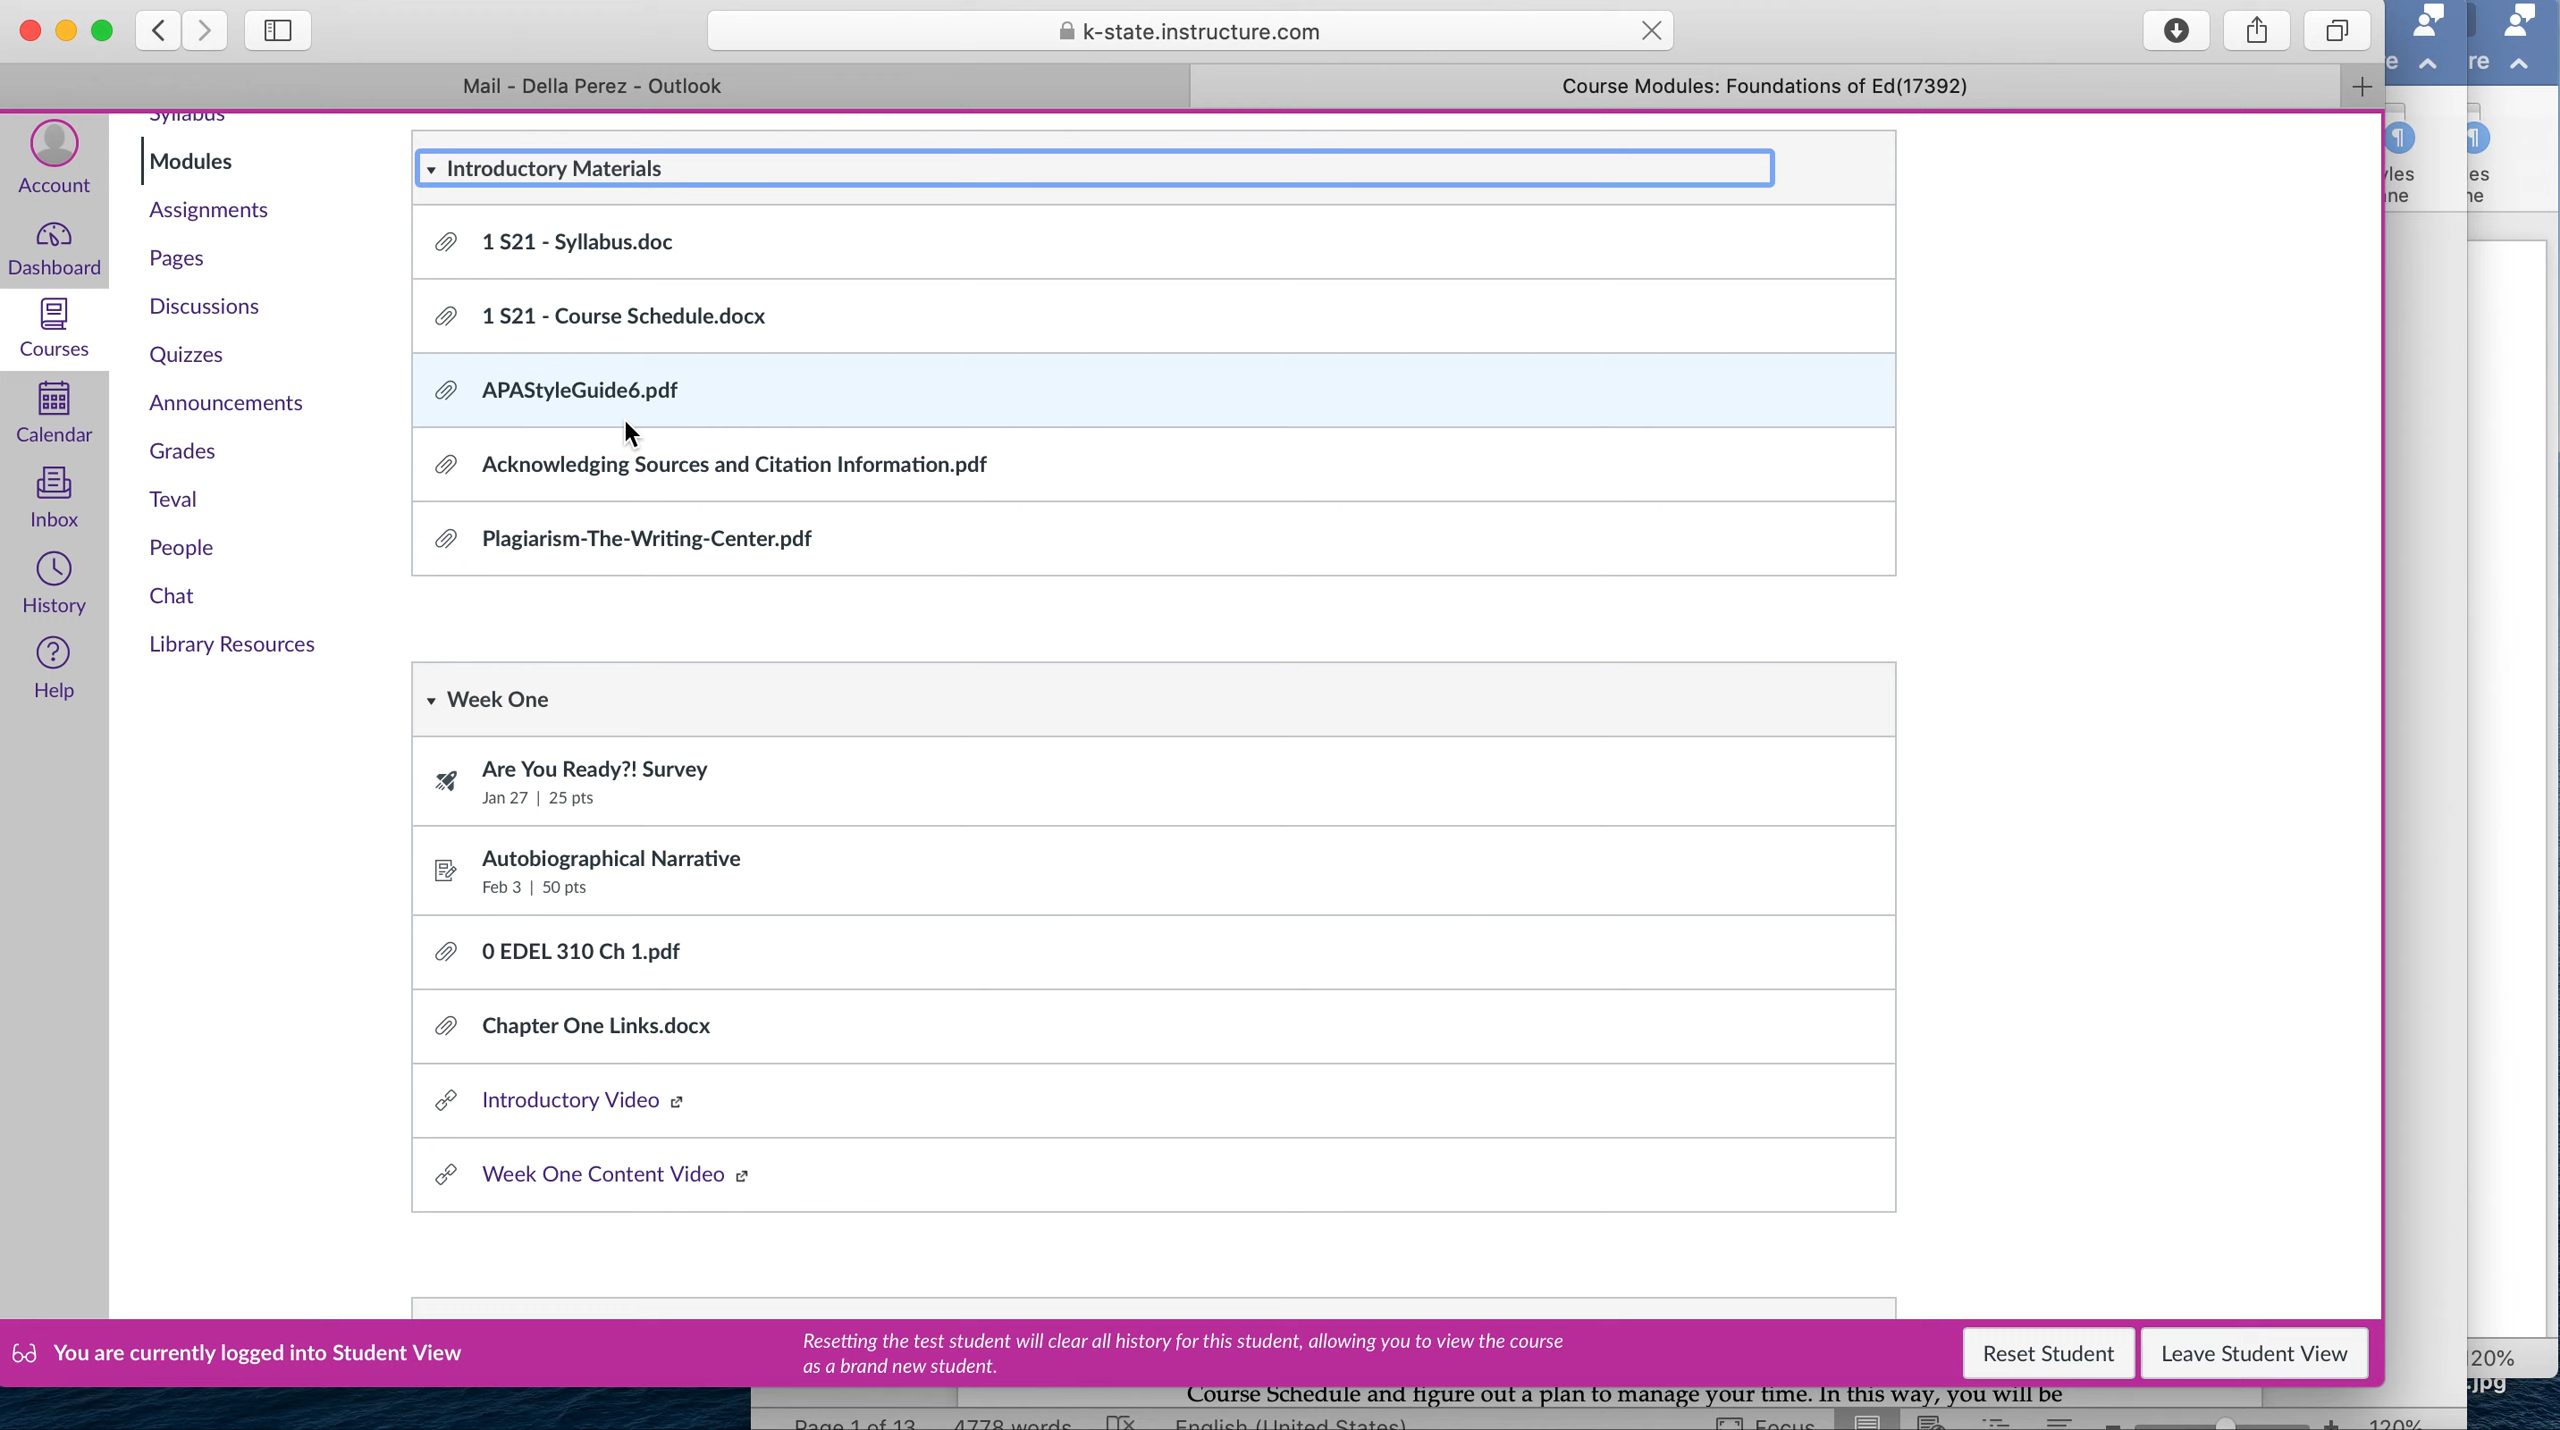 k-state.instructure.com
Mail - Della Perez - Outlook
Course Modules: Foundations of Ed(17392)
e
re
Syllabus
Modules
Introductory Materials
Account
yles
es
ne
ne
Assignments
1 S21 - Syllabus.doc
Dashboard
Pages
Discussions
1 S21 - Course Schedule.docx
Courses
Quizzes
APAStyleGuide6.pdf
Announcements
Calendar
Grades
Acknowledging Sources and Citation Information.pdf
Teval
Inbox
Plagiarism-The-Writing-Center.pdf
People
Chat
History
Library Resources
Help
Week One
Are You Ready?! Survey
Jan 27 | 25 pts
Autobiographical Narrative
Feb 3 | 50 pts
0 EDEL 310 Ch 1.pdf
Chapter One Links.docx
Introductory Video
Week One Content Video
You are currently logged into Student View
Resetting the test student will clear all history for this student, allowing you to view the course
as a brand new student.
Reset Student
Leave Student View
20%
.jpg
Course Schedule and figure out a plan to manage your time. In this way, you will be
Page 1 of 13
4778 words
English (United States)
Focus
120%